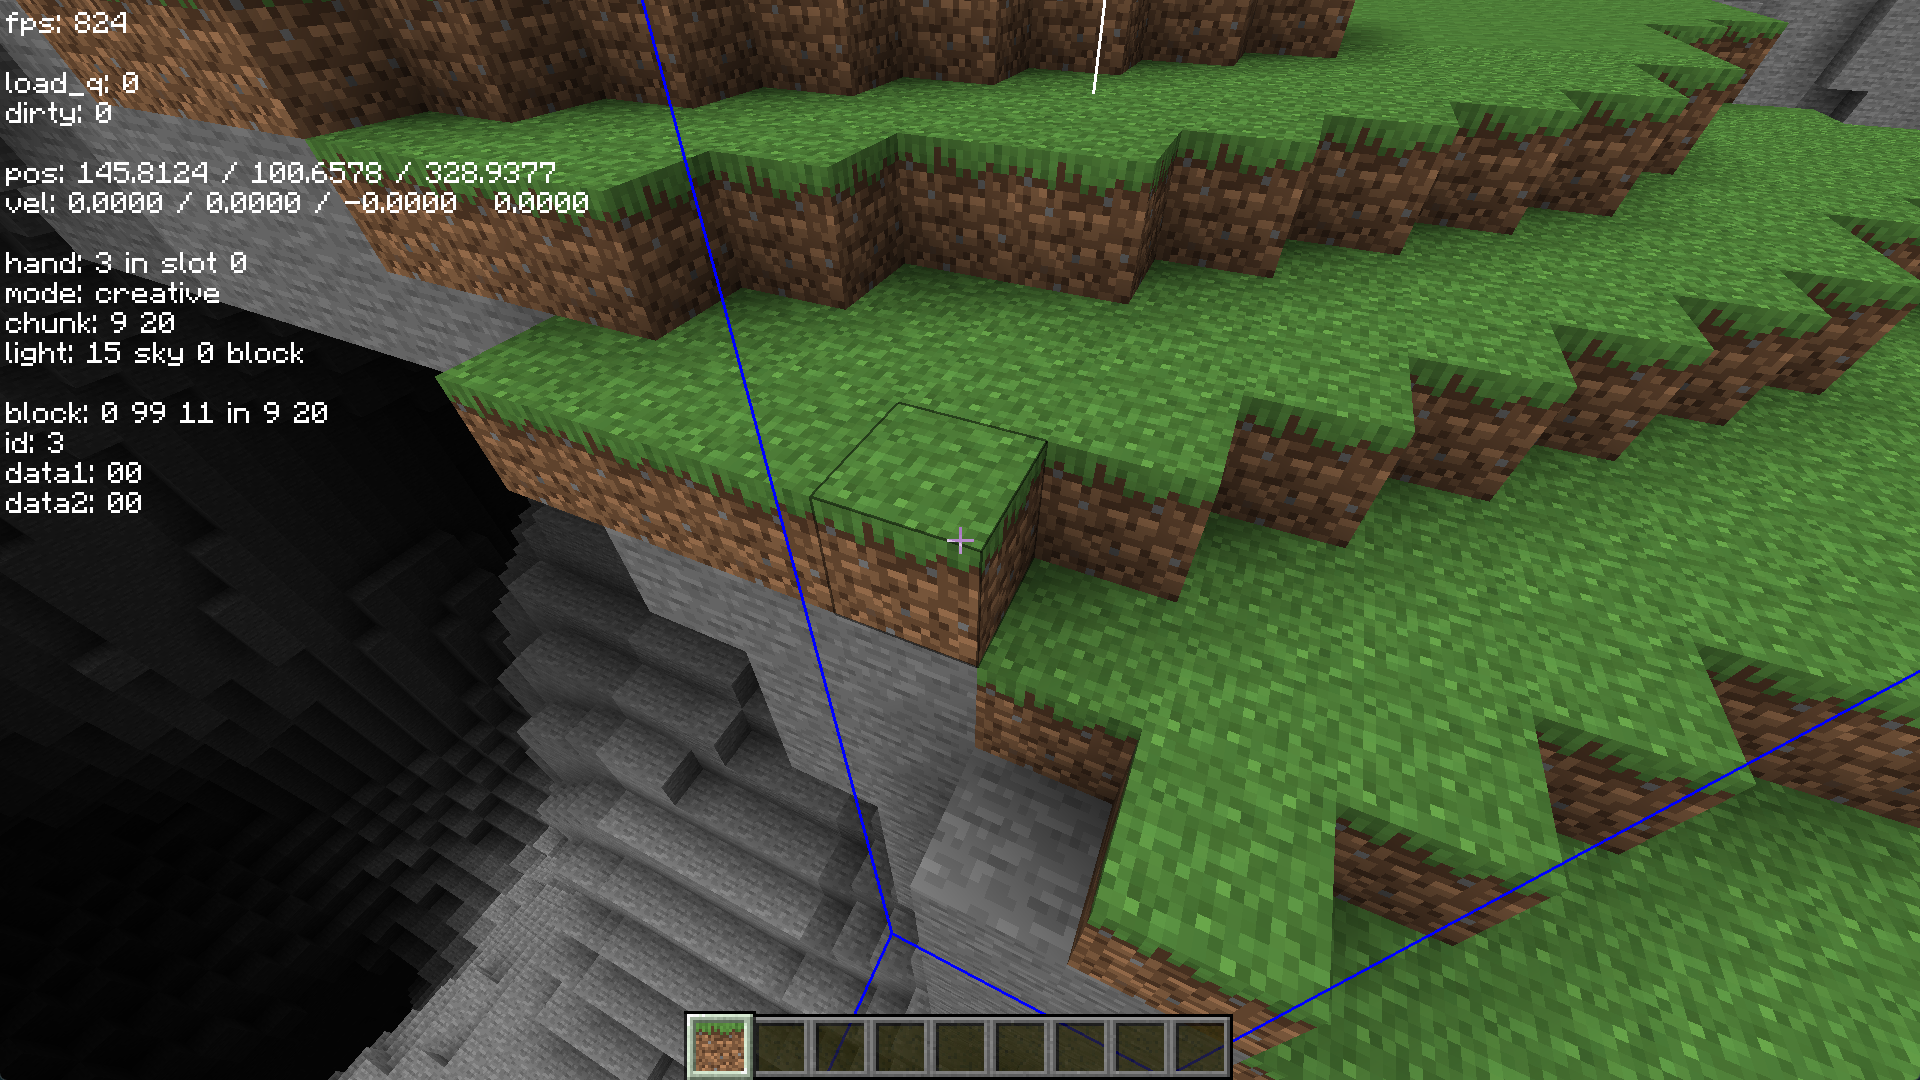 fps: 824
load_q: 0
dirty: 0
pos: 145.8124 / 100.6578 / 328.9377
vel: 0.0000 / 0.0000 / -0.0000 0.0000
hand: 3 in slot 0
mode: creative
chunk: 9 20
light: 15 sky 0 block
block: 0 99 11 in 9 20
id: 3
data1: 00
data2: 00